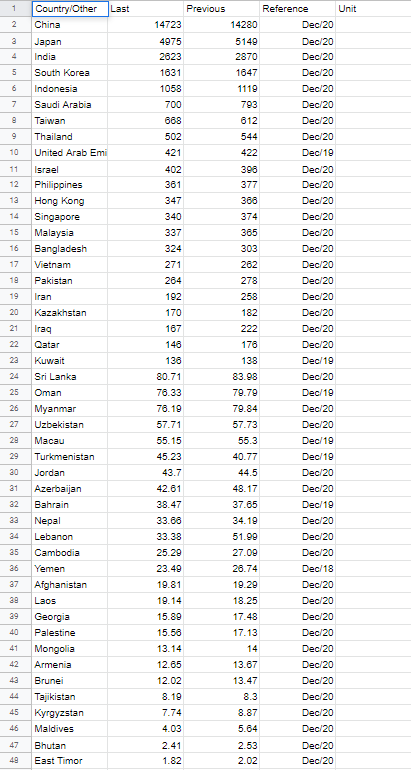 1 Country/Other Last Previous Reference Unit
2 China 14723 14280 Dec/20
3 Japan 4975 5149 Dec/20
4 India 2623 2870 Dec/20
5 South Korea 1631 1647 Dec/20
6 Indonesia 1058 1119 Dec/20
7 Saudi Arabia 700 793 Dec/20
8 Taiwan 668 612 Dec/20
9 Thailand 502 544 Dec/20
10 United Arab Emi 421 422 Dec/19
11 Israel 402 396 Dec/20
12 Philippines 361 377 Dec/20
13 Hong Kong 347 366 Dec/20
14 Singapore 340 374 Dec/20
15 Malaysia 337 365 Dec/20
16 Bangladesh 324 303 Dec/20
17 Vietnam 271 262 Dec/20
18 Pakistan 264 278 Dec/20
19 Iran 192 258 Dec/20
20 Kazakhstan 170 182 Dec/20
21 Iraq 167 222 Dec/20
22 Qatar 146 176 Dec/20
23 Kuwait 136 138 Dec/19
24 Sri Lanka 80.71 83.98 Dec/20
25 Oman 76.33 79.79 Dec/19
26 Myanmar 76.19 79.84 Dec/20
27 Uzbekistan 57.71 57.73 Dec/20
28 Macau 55.15 55.3 Dec/19
29 Turkmenistan 45.23 40.77 Dec/19
30 Jordan 43.7 44.5 Dec/20
31 Azerbaijan 42.61 48.17 Dec/20
32 Bahrain 38.47 37.65 Dec/19
33 Nepal 33.66 34.19 Dec/20
34 Lebanon 33.38 51.99 Dec/20
35 Cambodia 25.29 27.09 Dec/20
36 Yemen 23.49 26.74 Dec/18
37 Afghanistan 19.81 19.29 Dec/20
38 Laos 19.14 18.25 Dec/20
39 Georgia 15.89 17.48 Dec/20
40 Palestine 15.56 17.13 Dec/20
41 Mongolia 13.14 14 Dec/20
42 Armenia 12.65 13.67 Dec/20
43 Brunei 12.02 13.47 Dec/20
44 Tajikistan 8.19 8.3 Dec/20
45 Kyrgyzstan 7.74 8.87 Dec/20
46 Maldives 4.03 5.64 Dec/20
47 Bhutan 2.41 2.53 Dec/20
48 East Timor 1.82 2.02 Dec/20